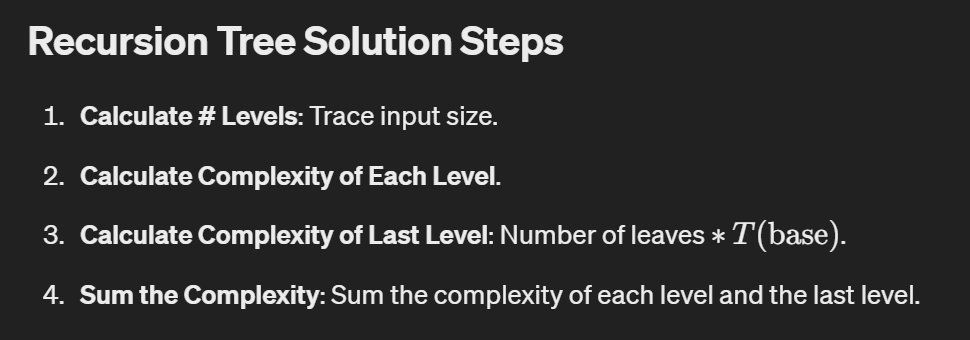 Recursion Tree Solution Steps
1. Calculate # Levels: Trace input size.
2. Calculate Complexity of Each Level.
3. Calculate Complexity of Last Level: Number of leaves * T(base).
4. Sum the Complexity: Sum the complexity of each level and the last level.